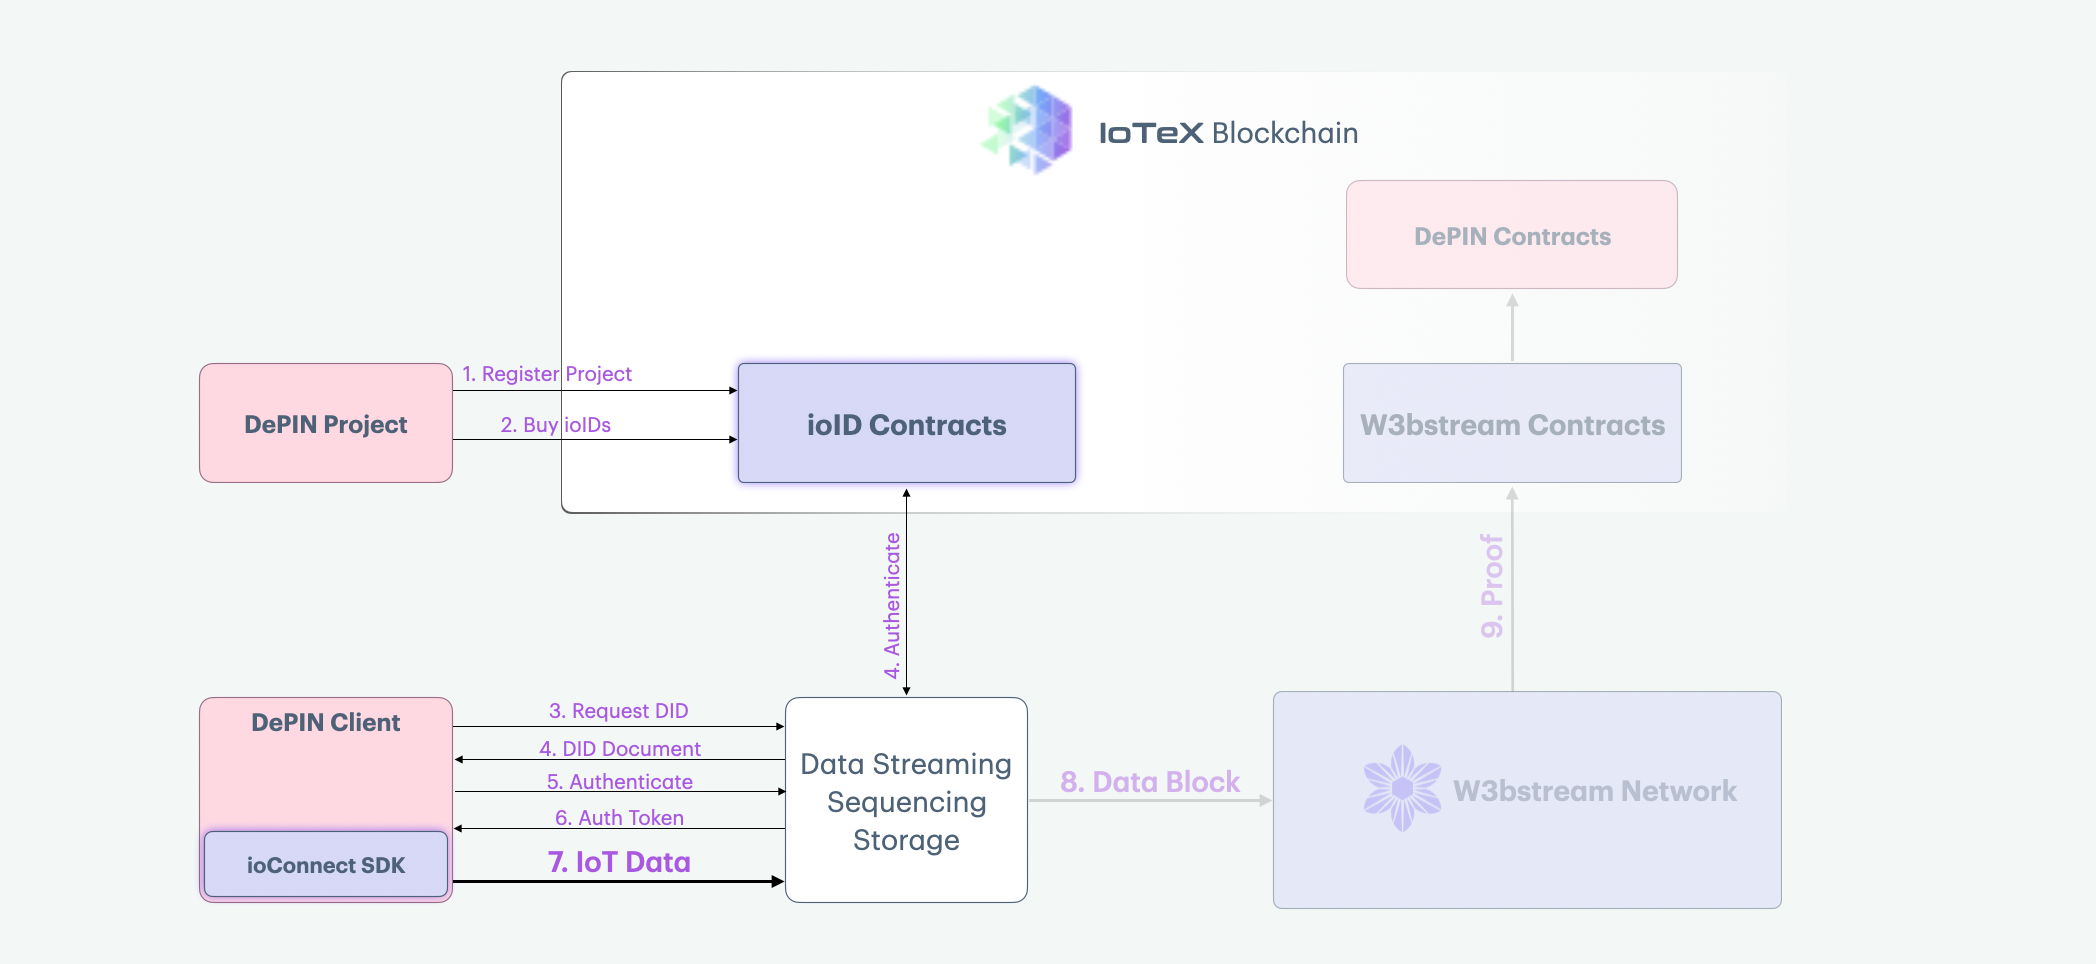 IoTeX Blockchain
DePIN Contracts
DePIN Project
1. Register Project
2. Buy ioIDs
ioID Contracts
W3bstream Contracts
4. Authenticate
9. Proof
DePIN Client
ioConnect SDK
3. Request DID
4. DID Document
5. Authenticate
6. Auth Token
7. IoT Data
Data Streaming
Sequencing
Storage
8. Data Block
W3bstream Network